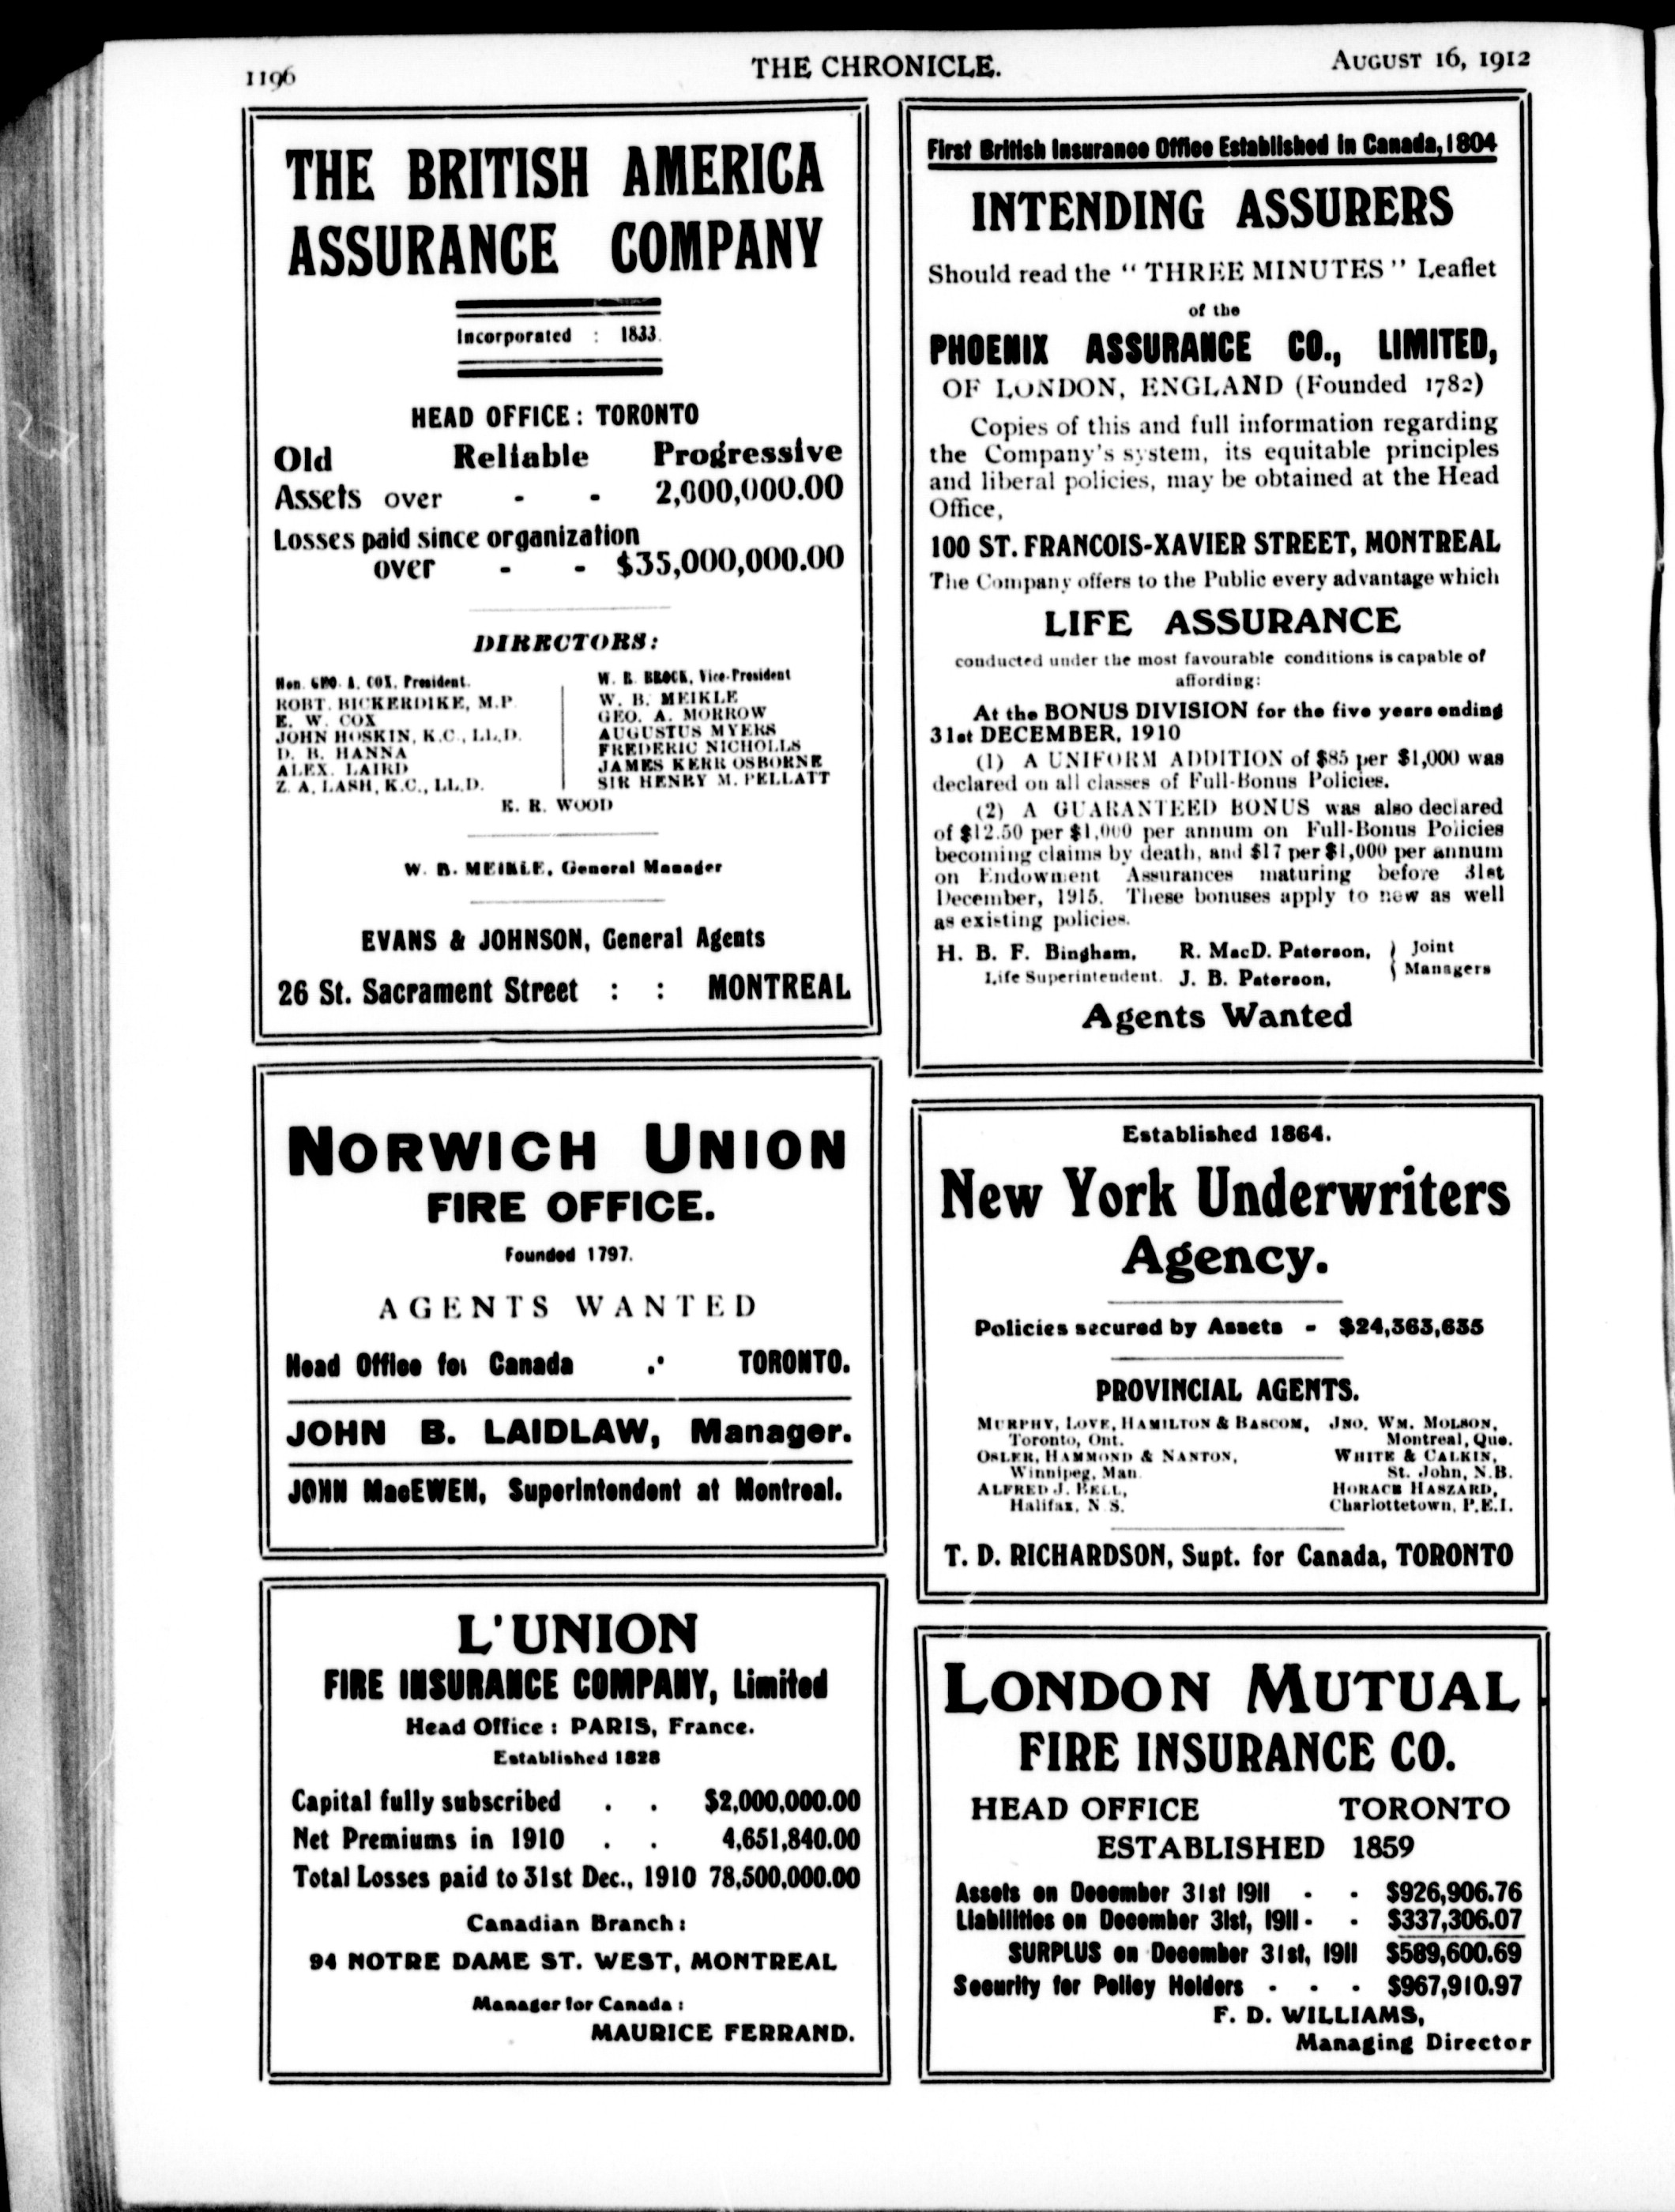 1196
THE CHRONICLE.
AUGUST 16, 1912
THE BRITISH AMERICA
ASSURANCE COMPANY
Incorporated : 1833.
HEAD OFFICE: TORONTO
Old Reliable Progressive
Assets over - - 2,000,000.00
Losses paid since organization
over - - $35,000,000.00
DIRECTORS:
Hon. GEO. A. COX, President.
ROBT. BICKERDIKE, M.P.
E. W. COX
JOHN HOSKIN, K.C., LL.D.
D. B. HANNA
ALEX. LAIRD
Z. A. LASH, K.C., LL.D.
W. R. BROCK, Vice-President
W. B. MEIKLE
GEO. A. MORROW
AUGUSTUS MYERS
FREDERIC NICHOLLS
JAMES KERR OSBORNE
SIR HENRY M. PELLATT
E. R. WOOD
W. B. MEIKLE, General Manager
EVANS & JOHNSON, General Agents
26 St. Sacrament Street : : MONTREAL
First British Insurance Office Established in Canada, 1804
INTENDING ASSURERS
Should read the “ THREE MINUTES ” Leaflet
of the
PHOENIX ASSURANCE CO., LIMITED,
OF LONDON, ENGLAND (Founded 1782)
Copies of this and full information regarding
the Company's system, its equitable principles
and liberal policies, may be obtained at the Head
Office,
100 ST. FRANCOIS-XAVIER STREET, MONTREAL
The Company offers to the Public every advantage which
LIFE ASSURANCE
conducted under the most favourable conditions is capable of
affording:
At the BONUS DIVISION for the five years ending
31st DECEMBER, 1910
(1) A UNIFORM ADDITION of $85 per $1,000 was
declared on all classes of Full-Bonus Policies.
(2) A GUARANTEED BONUS was also declared
of $12.50 per $1,000 per annum on Full-Bonus Policies
becoming claims by death, and $17 per $1,000 per annum
on Endowment Assurances maturing before 31st
December, 1915. These bonuses apply to new as well
as existing policies.
H. B. F. Bingham, R. MacD. Paterson, } Joint
Life Superintendent. J. B. Paterson, } Managers
Agents Wanted
NORWICH UNION
FIRE OFFICE.
Founded 1797.
AGENTS WANTED
Head Office for Canada .· TORONTO.
JOHN B. LAIDLAW, Manager.
JOHN MacEWEN, Superintendent at Montreal.
Established 1864.
New York Underwriters
Agency.
Policies secured by Assets - $24,363,635
PROVINCIAL AGENTS.
MURPHY, LOVE, HAMILTON & BASCOM,
Toronto, Ont.
OSLER, HAMMOND & NANTON,
Winnipeg, Man.
ALFRED J. BELL,
Halifax, N.S.
JNO. WM. MOLSON,
Montreal, Que.
WHITE & CALKIN,
St. John, N.B.
HORACE HASZARD,
Charlottetown, P.E.I.
T. D. RICHARDSON, Supt. for Canada, TORONTO
L'UNION
FIRE INSURANCE COMPANY, Limited
Head Office : PARIS, France.
Established 1828
Capital fully subscribed . . $2,000,000.00
Net Premiums in 1910 . . 4,651,840.00
Total Losses paid to 31st Dec., 1910 78,500,000.00
Canadian Branch :
94 NOTRE DAME ST. WEST, MONTREAL
Manager for Canada :
MAURICE FERRAND.
LONDON MUTUAL
FIRE INSURANCE CO.
HEAD OFFICE TORONTO
ESTABLISHED 1859
Assets on December 31st 1911 - - $926,906.76
Liabilities on December 31st, 1911 - - $337,306.07
SURPLUS on December 31st, 1911 $589,600.69
Security for Policy Holders - - - $967,910.97
F. D. WILLIAMS,
Managing Director